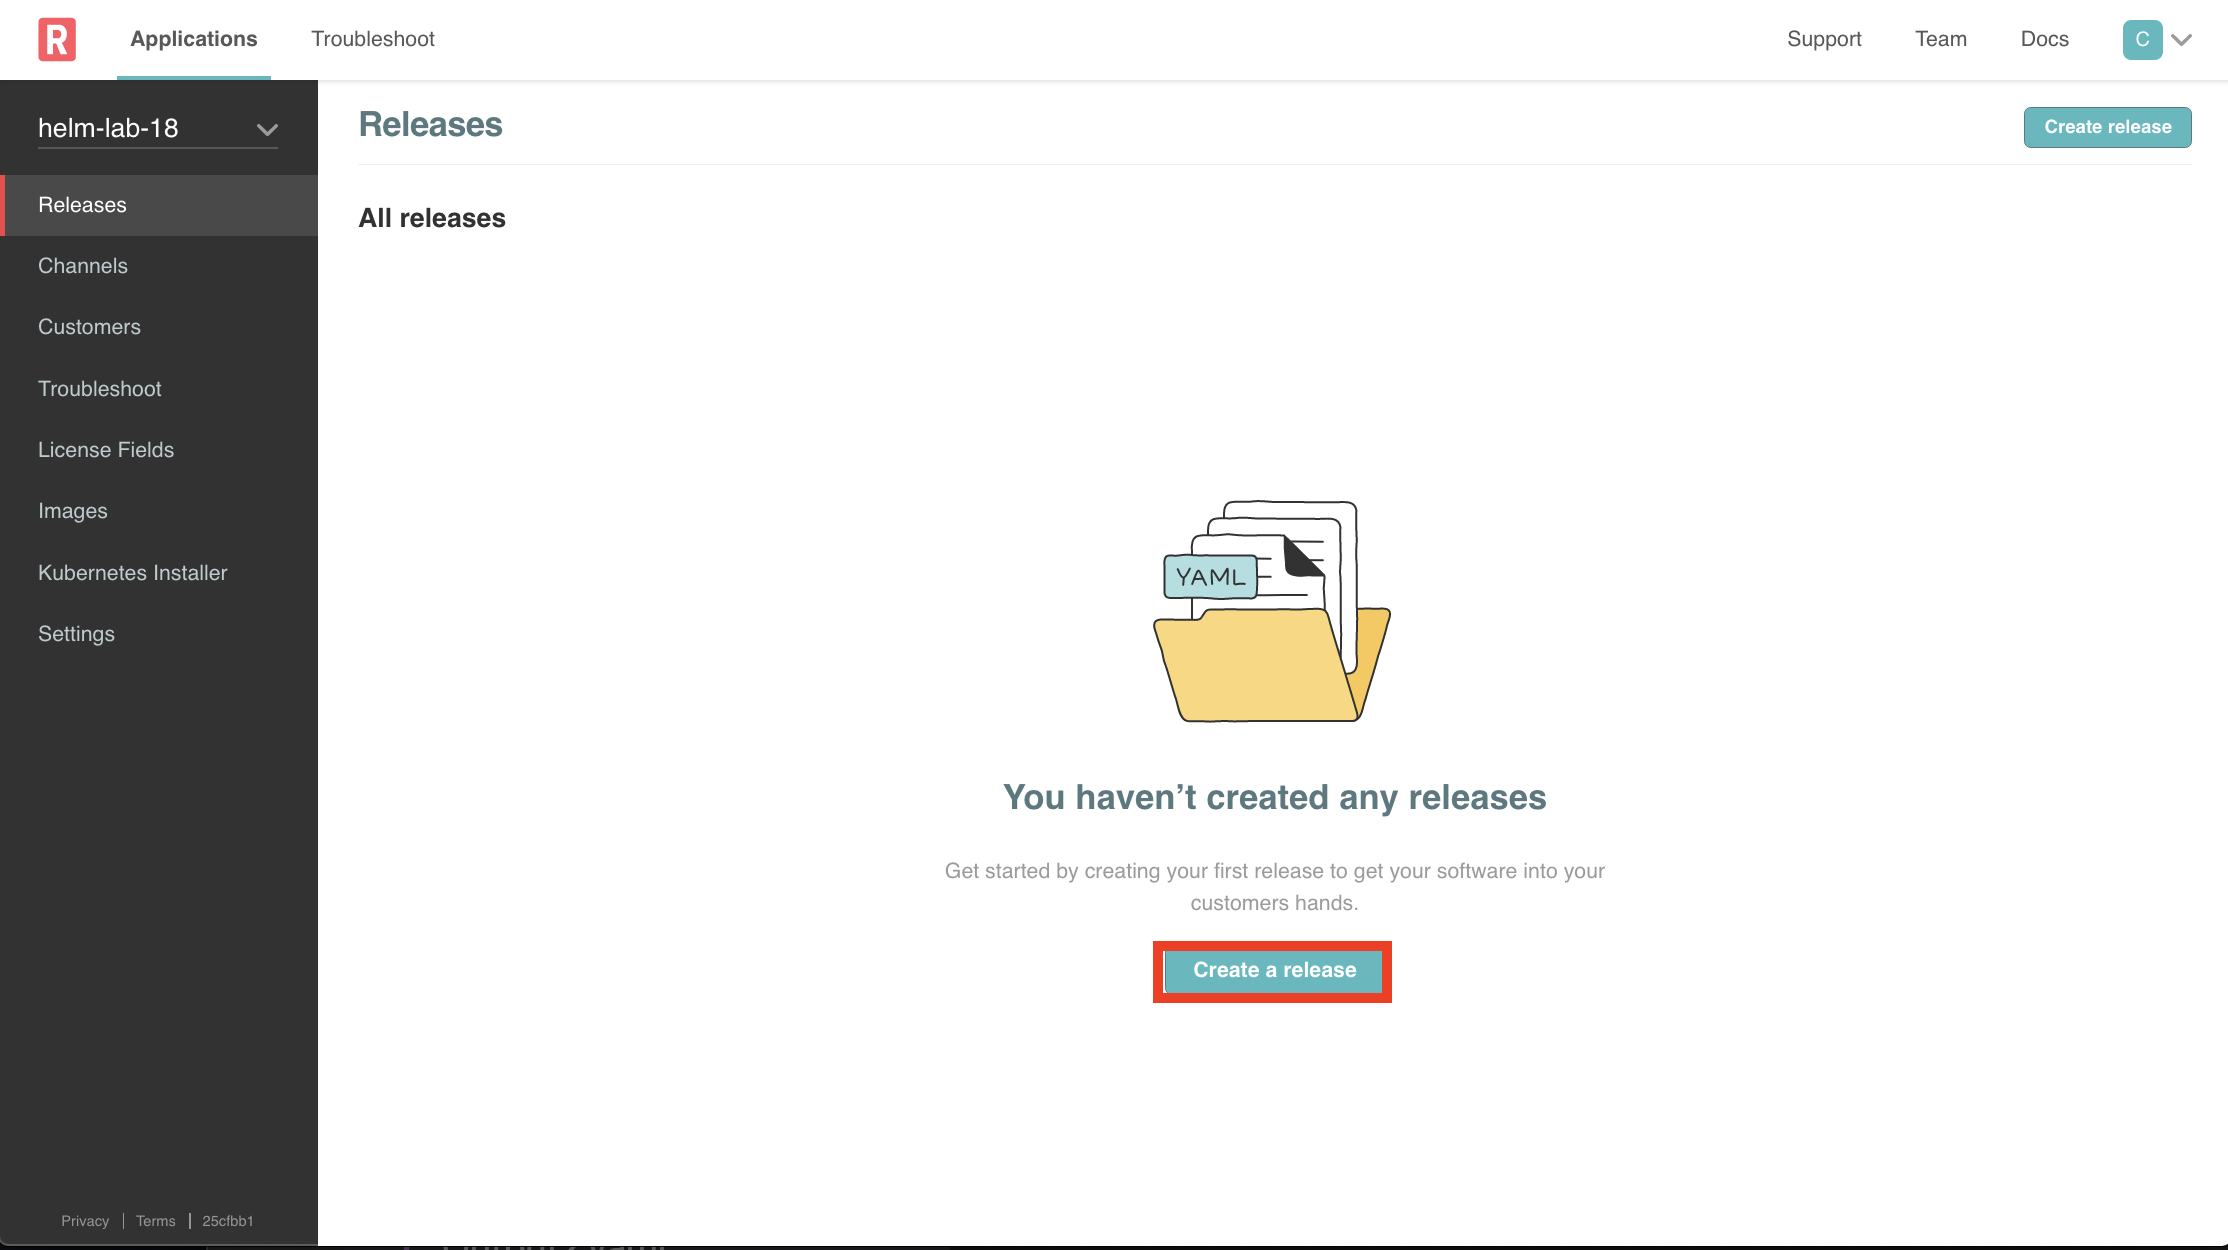 R
Applications
Troubleshoot
Support
Team
Docs
C
helm-lab-18
Releases
Channels
Customers
Troubleshoot
License Fields
Images
Kubernetes Installer
Settings
Privacy
Terms
25cfbb1
Releases
Create release
All releases
YAML
You haven’t created any releases
Get started by creating your first release to get your software into your
customers hands.
Create a release